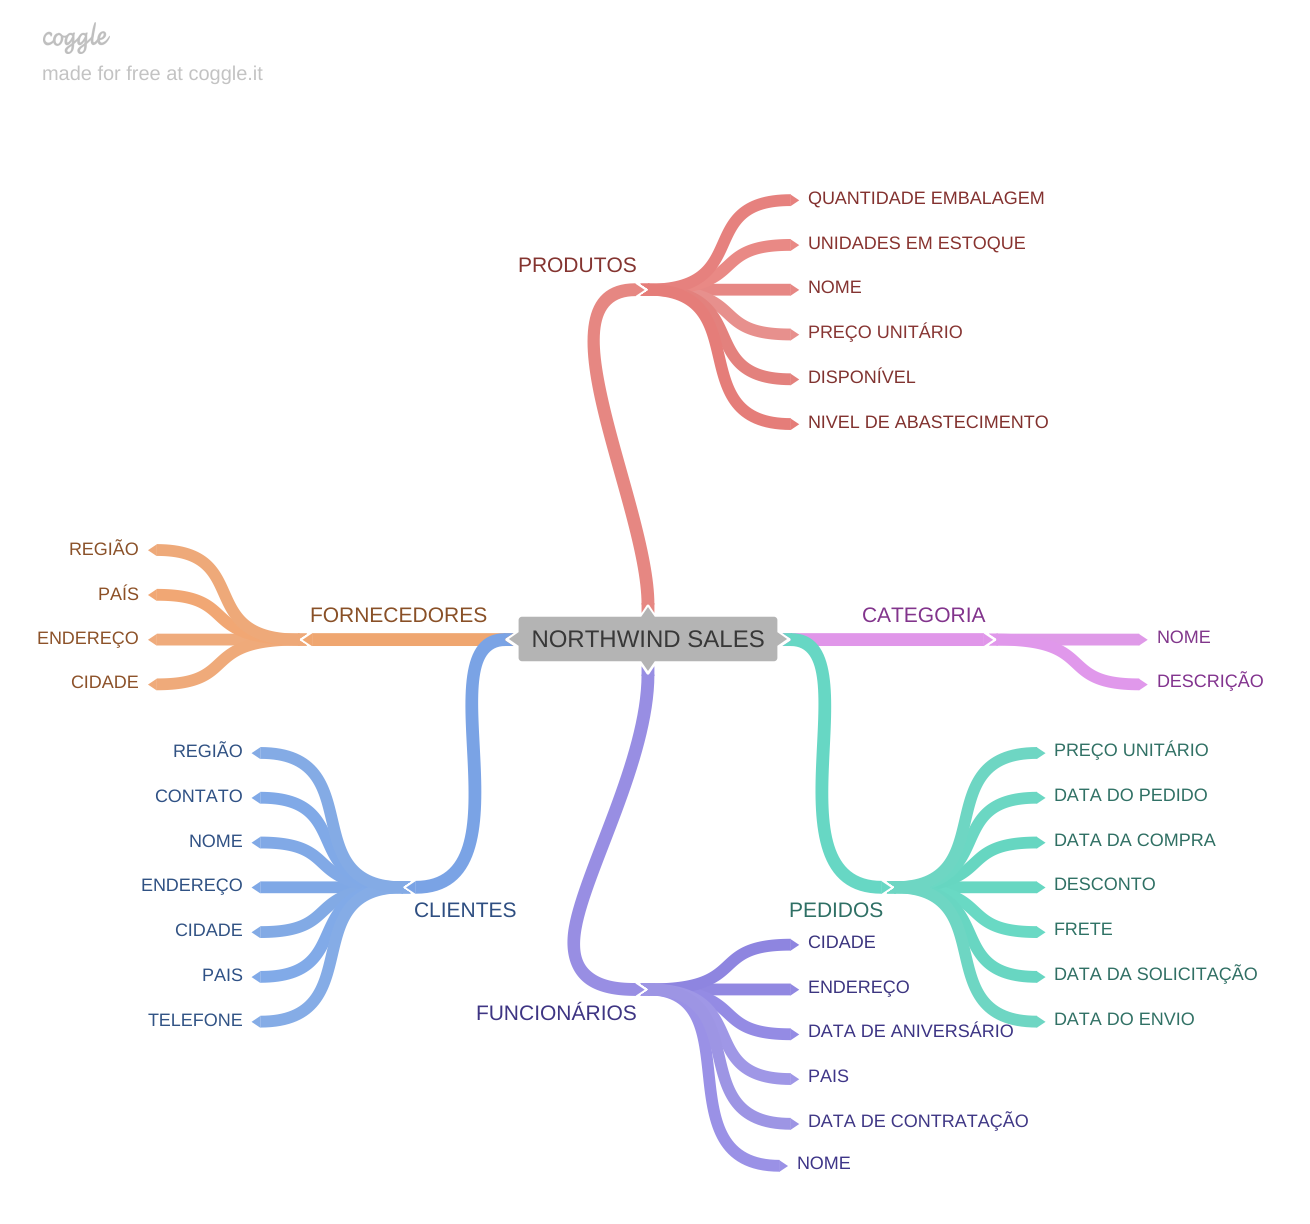 coggle
made for free at coggle.it
PRODUTOS
QUANTIDADE EMBALAGEM
UNIDADES EM ESTOQUE
NOME
PREÇO UNITÁRIO
DISPONÍVEL
NIVEL DE ABASTECIMENTO
FORNECEDORES
REGIÃO
PAÍS
ENDEREÇO
CIDADE
NORTHWIND SALES
CATEGORIA
NOME
DESCRIÇÃO
CLIENTES
REGIÃO
CONTATO
NOME
ENDEREÇO
CIDADE
PAIS
TELEFONE
PEDIDOS
PREÇO UNITÁRIO
DATA DO PEDIDO
DATA DA COMPRA
DESCONTO
FRETE
DATA DA SOLICITAÇÃO
DATA DO ENVIO
FUNCIONÁRIOS
CIDADE
ENDEREÇO
DATA DE ANIVERSÁRIO
PAIS
DATA DE CONTRATAÇÃO
NOME